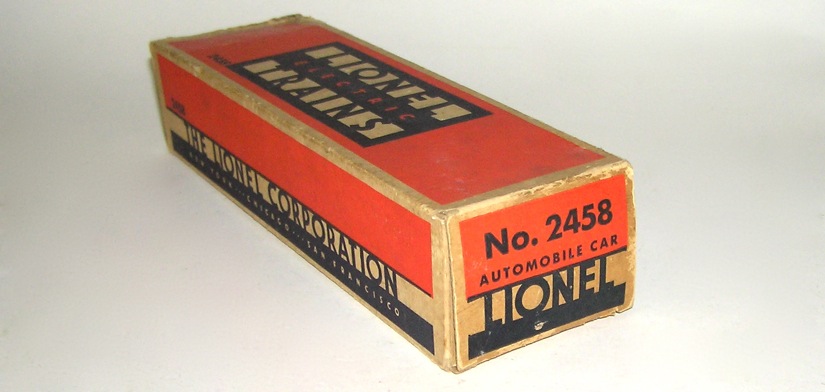 LIONEL
ELECTRIC
TRAINS
THE LIONEL CORPORATION
NEW YORK · CHICAGO · SAN FRANCISCO
No. 2458
AUTOMOBILE CAR
LIONEL